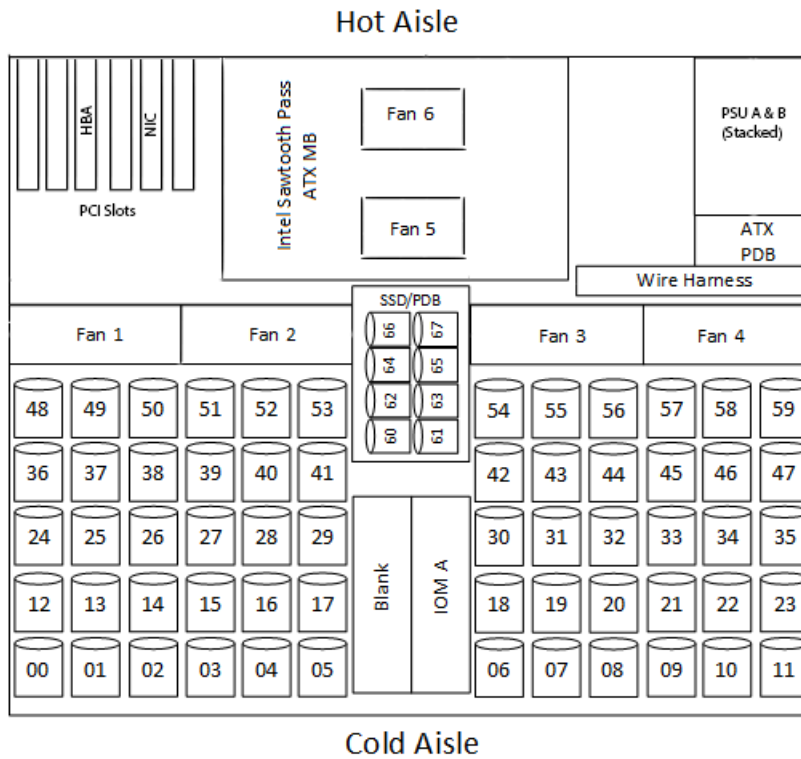 Hot Aisle
HBA
NIC
PCI Slots
Intel Sawtooth Pass
ATX MB
Fan 6
Fan 5
PSU A & B
(Stacked)
ATX
PDB
Wire Harness
SSD/PDB
Fan 1
Fan 2
66
67
64
65
62
63
60
61
Fan 3
Fan 4
48 49 50 51 52 53 54 55 56 57 58 59
36 37 38 39 40 41 42 43 44 45 46 47
24 25 26 27 28 29 30 31 32 33 34 35
Blank
IOM A
12 13 14 15 16 17 18 19 20 21 22 23
00 01 02 03 04 05 06 07 08 09 10 11
Cold Aisle